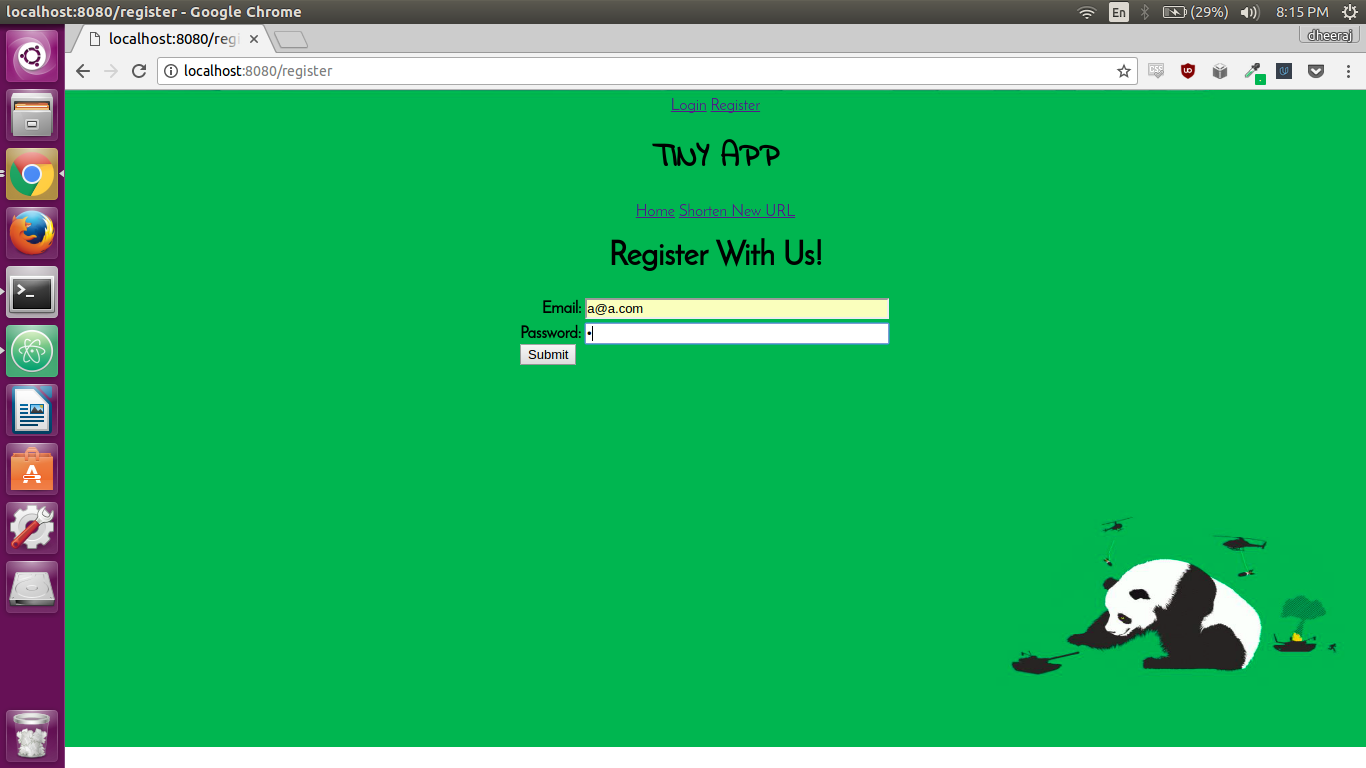 localhost:8080/register - Google Chrome
En
(29%)
8:15 PM
localhost:8080/reg
dheeraj
localhost:8080/register
Login Register
TINY APP
Home Shorten New URL
Register With Us!
Email: a@a.com
Password: •
Submit